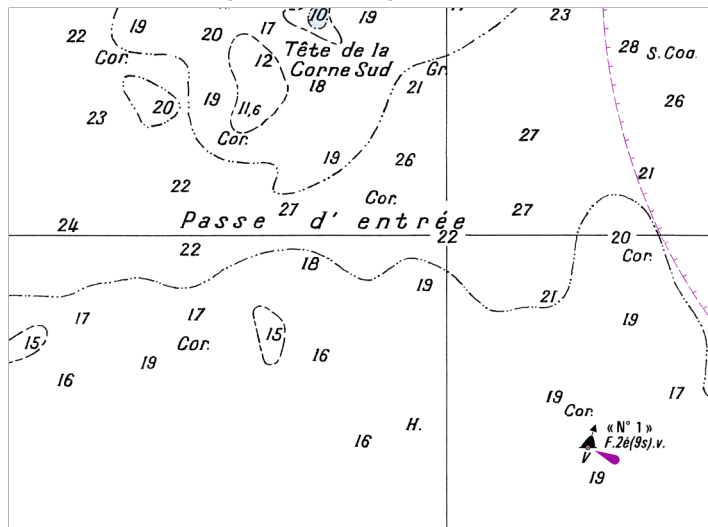 10
19
17
23
19
22
20
17
Cor.
Tête de la
Corne Sud
12
28
S. Coa.
Gr.
18
21
19
11,6
20
23
26
Cor.
27
19
26
21
22
Cor.
27
27
24
Passe d'entrée
22
20
22
Cor.
18
19
21
17
17
19
15
Cor.
15
16
19
16
17
19
Cor.
H.
16
« N° 1 »
F.2é(9s).v.
V
19